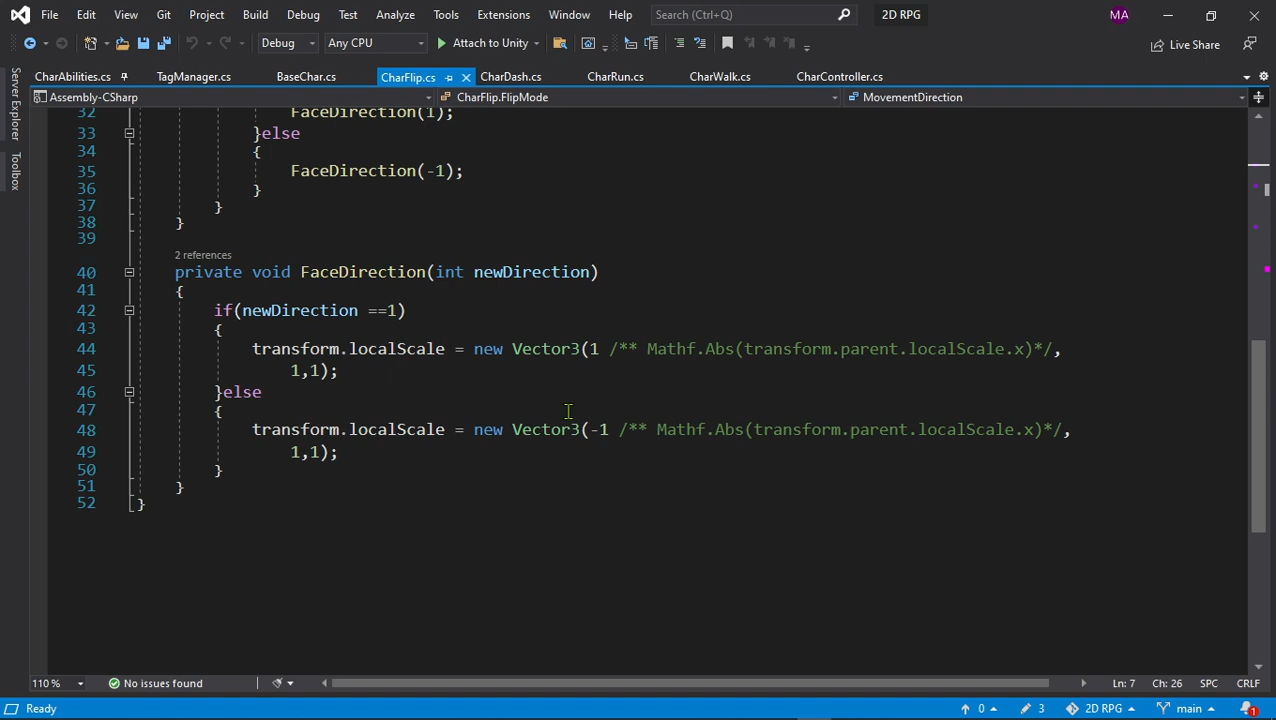 File Edit View Git Project Build Debug Test Analyze Tools Extensions Window Help Search (Ctrl+Q) 2D RPG MA
Debug Any CPU Attach to Unity Live Share
CharAbilities.cs TagManager.cs BaseChar.cs CharFlip.cs CharDash.cs CharRun.cs CharWalk.cs CharController.cs
Assembly-CSharp CharFlip.FlipMode MovementDirection
Server Explorer
Toolbox
32 FaceDirection(1);
33 }else
34 {
35 FaceDirection(-1);
36 }
37 }
38 }
39
2 references
40 private void FaceDirection(int newDirection)
41 {
42 if(newDirection ==1)
43 {
44 transform.localScale = new Vector3(1 /** Mathf.Abs(transform.parent.localScale.x)*/,
45 1,1);
46 }else
47 {
48 transform.localScale = new Vector3(-1 /** Mathf.Abs(transform.parent.localScale.x)*/,
49 1,1);
50 }
51 }
52 }
110 % No issues found Ln: 7 Ch: 26 SPC CRLF
Ready 0 3 2D RPG main 1